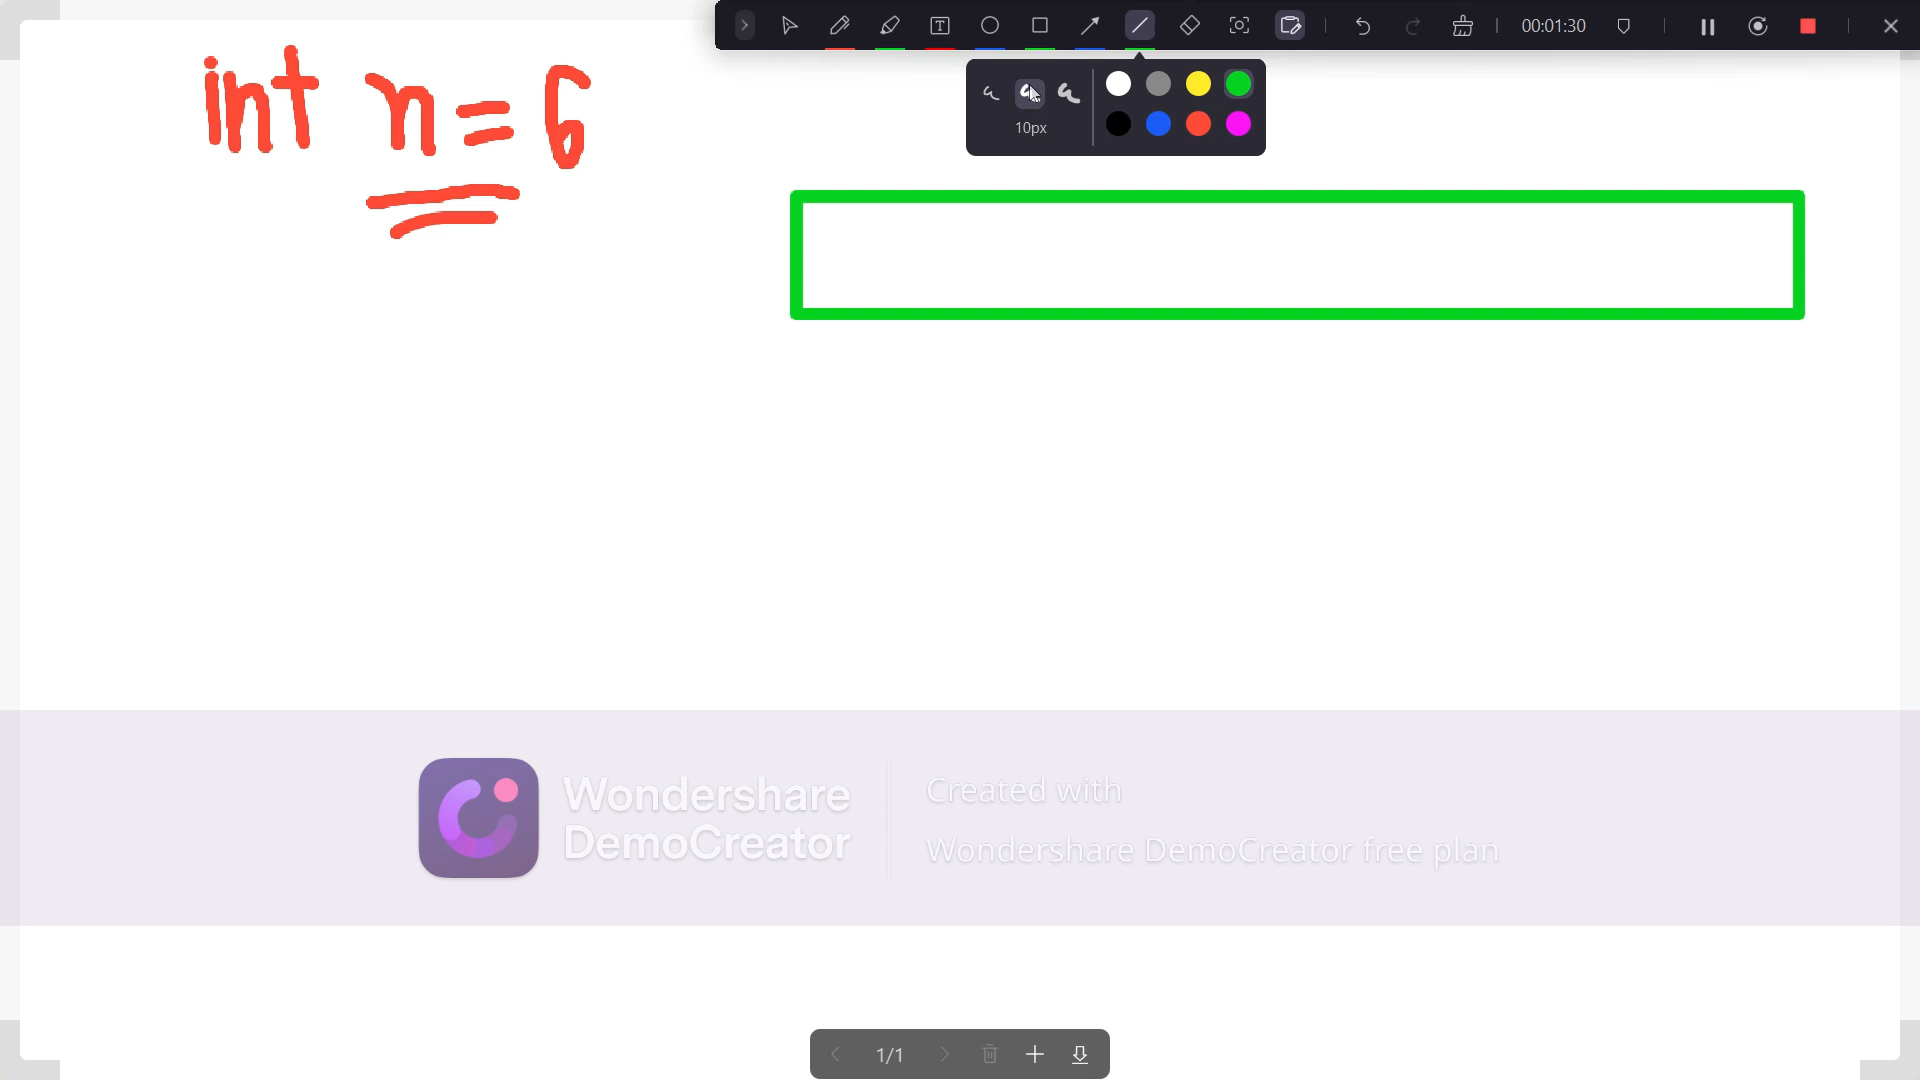 00:01:30
10px
int n = 6
Wondershare
DemoCreator
Created with
Wondershare DemoCreator free plan
1/1